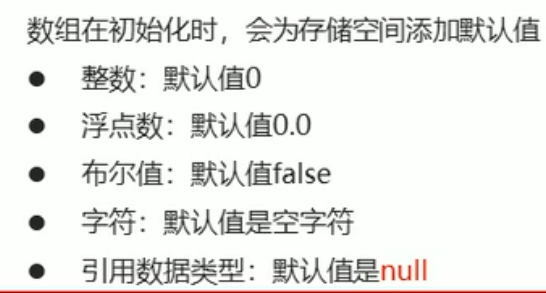 数组在初始化时，会为存储空间添加默认值
● 整数：默认值0
● 浮点数：默认值0.0
● 布尔值：默认值false
● 字符：默认值是空字符
● 引用数据类型：默认值是null